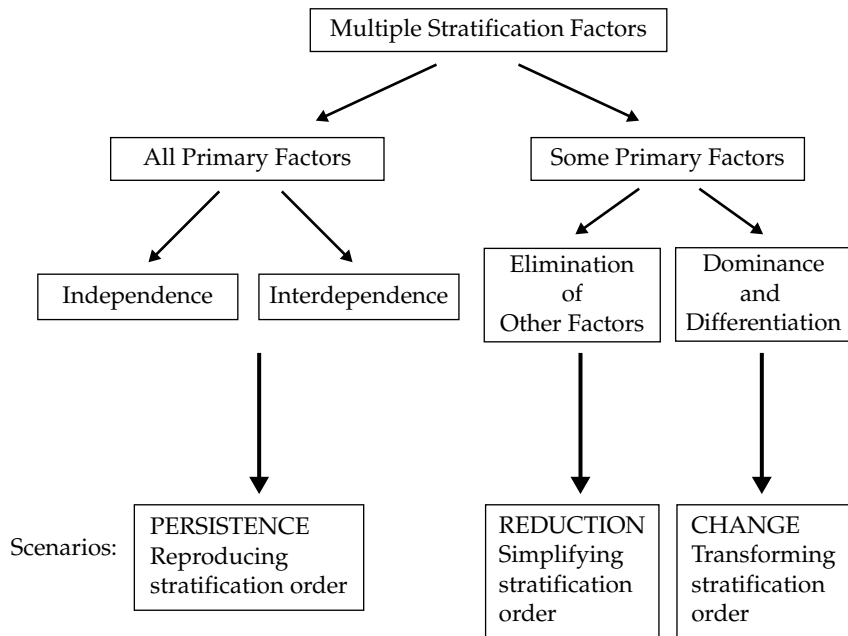 Multiple Stratification Factors
All Primary Factors
Some Primary Factors
Independence
Interdependence
Elimination
of
Other Factors
Dominance
and
Differentiation
Scenarios:
PERSISTENCE
Reproducing
stratification order
REDUCTION
Simplifying
stratification
order
CHANGE
Transforming
stratification
order